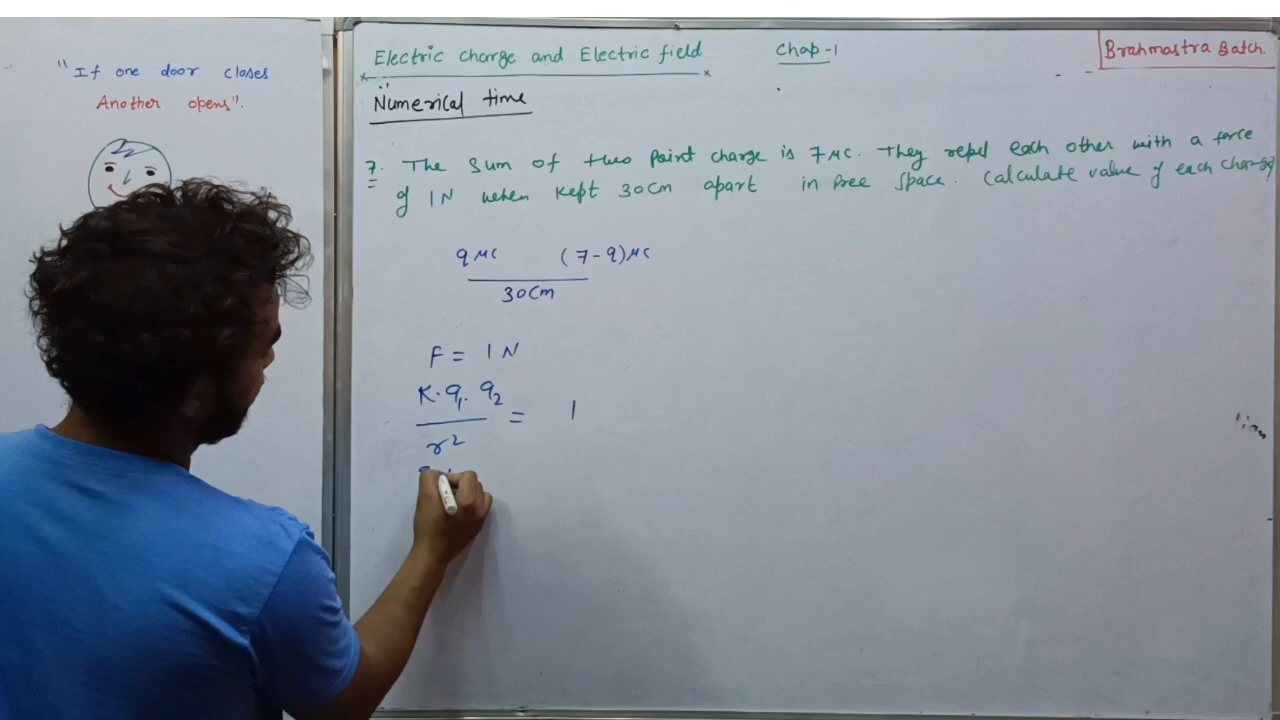 "If one door closes
Another opens".
Electric charge and Electric field
Chap-1
Brahmastra Batch.
Numerical time
7. The Sum of two point charge is 7μC. They repel each other with a force
of 1N when kept 30cm apart in free space. Calculate value of each charge
q μC (7-q)μC
30cm
F = 1 N
K.q1.q2
= 1
r²